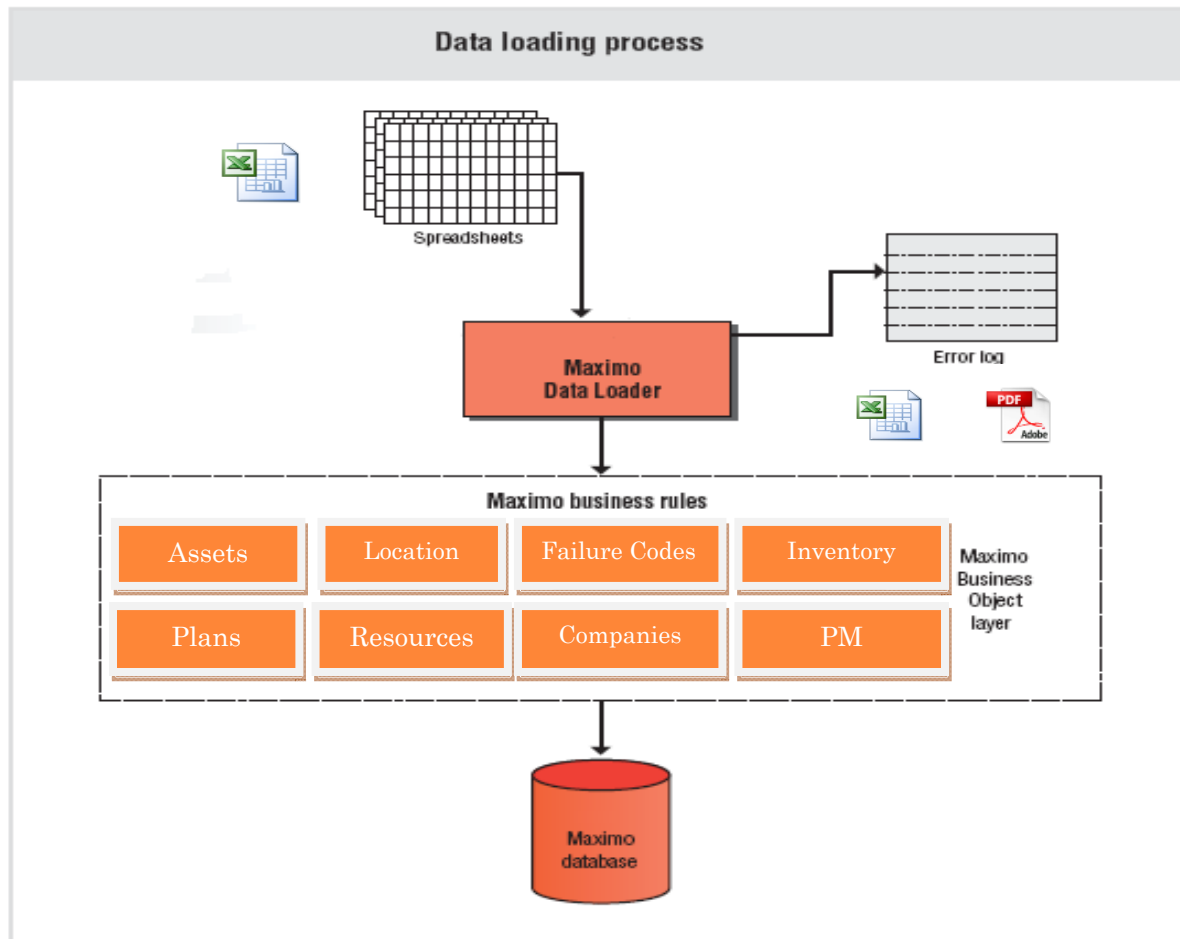 Data loading process
Spreadsheets
Error log
Maximo
Data Loader
PDF
Adobe
Maximo business rules
Assets
Location
Failure Codes
Inventory
Plans
Resources
Companies
PM
Maximo
Business
Object
layer
Maximo
database